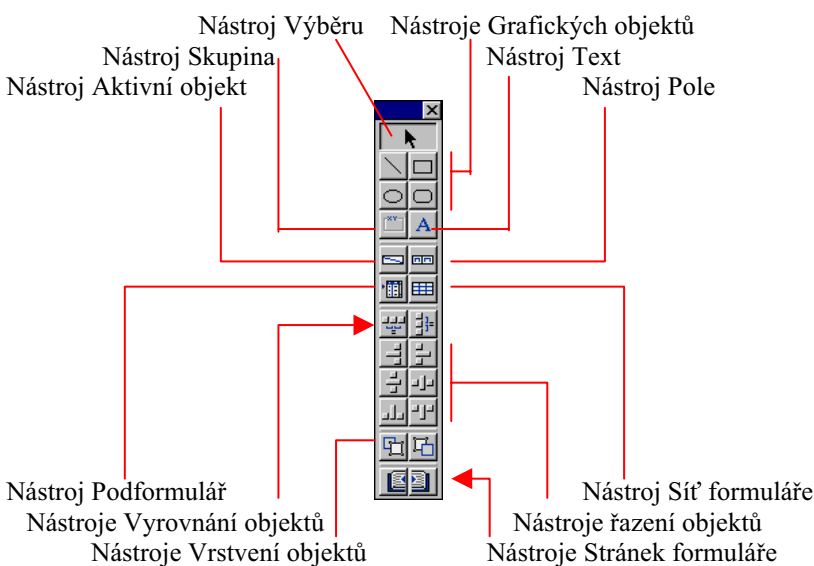 Nástroj Výběru
Nástroje Grafických objektů
Nástroj Skupina
Nástroj Text
Nástroj Aktivní objekt
Nástroj Pole
XY
A
Nástroj Podformulář
Nástroj Síť formuláře
Nástroje Vyrovnání objektů
Nástroje řazení objektů
Nástroje Vrstvení objektů
Nástroje Stránek formuláře